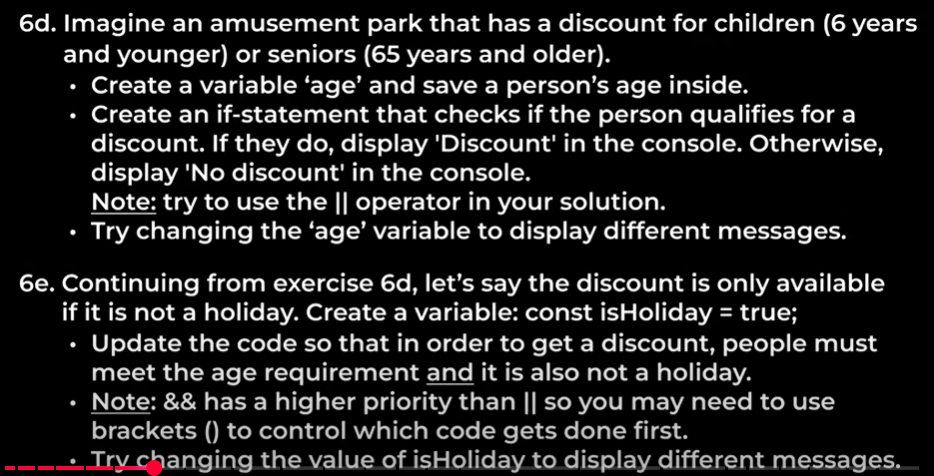 6d. Imagine an amusement park that has a discount for children (6 years
and younger) or seniors (65 years and older).
• Create a variable ‘age’ and save a person’s age inside.
• Create an if-statement that checks if the person qualifies for a
discount. If they do, display 'Discount' in the console. Otherwise,
display 'No discount' in the console.
Note: try to use the || operator in your solution.
• Try changing the ‘age’ variable to display different messages.
6e. Continuing from exercise 6d, let’s say the discount is only available
if it is not a holiday. Create a variable: const isHoliday = true;
• Update the code so that in order to get a discount, people must
meet the age requirement and it is also not a holiday.
• Note: && has a higher priority than || so you may need to use
brackets () to control which code gets done first.
• Try changing the value of isHoliday to display different messages.